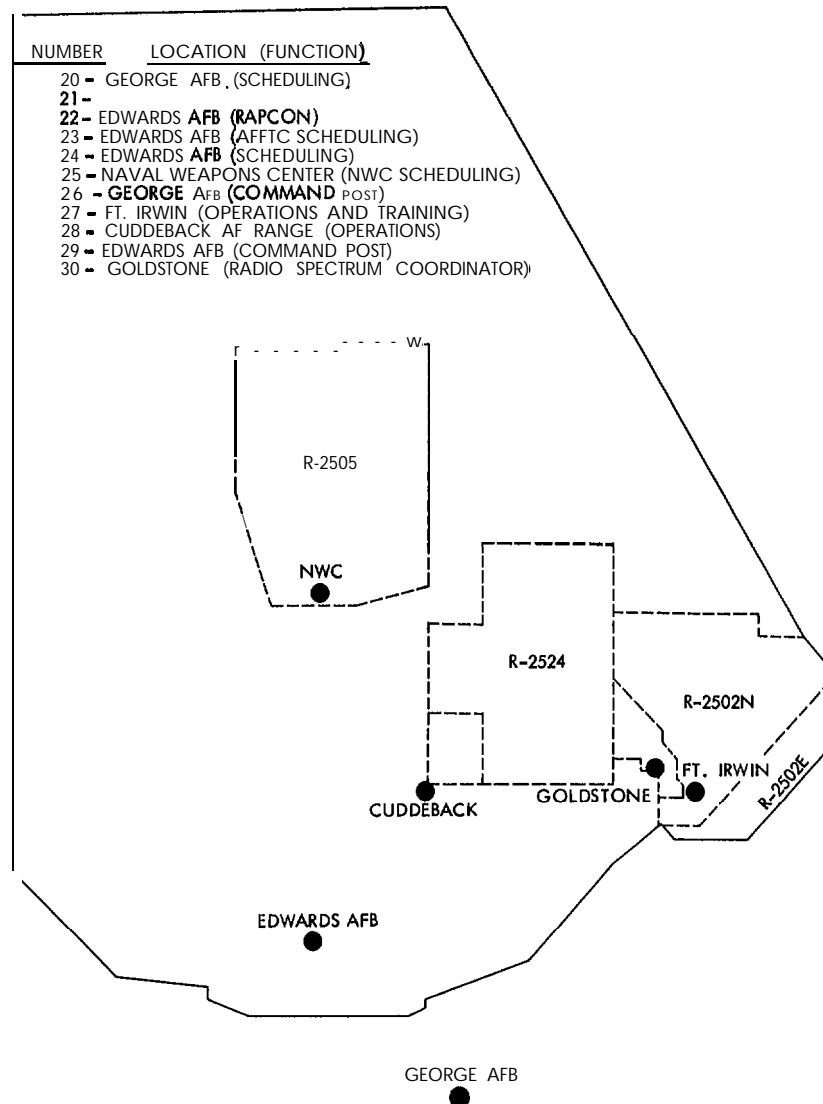 NUMBER LOCATION (FUNCTION)
20 - GEORGE AFB. (SCHEDULING)
21 -
22 - EDWARDS AFB (RAPCON)
23 - EDWARDS AFB (AFFTC SCHEDULING)
24 - EDWARDS AFB (SCHEDULING)
25 - NAVAL WEAPONS CENTER (NWC SCHEDULING)
26 - GEORGE AFB (COMMAND POST)
27 - FT. IRWIN (OPERATIONS AND TRAINING)
28 - CUDDEBACK AF RANGE (OPERATIONS)
29 - EDWARDS AFB (COMMAND POST)
30 - GOLDSTONE (RADIO SPECTRUM COORDINATOR)
r - - - - - - - - - - w
R-2505
NWC
R-2524
R-2502N
FT. IRWIN
GOLDSTONE
R-2502E
CUDDEBACK
EDWARDS AFB
GEORGE AFB